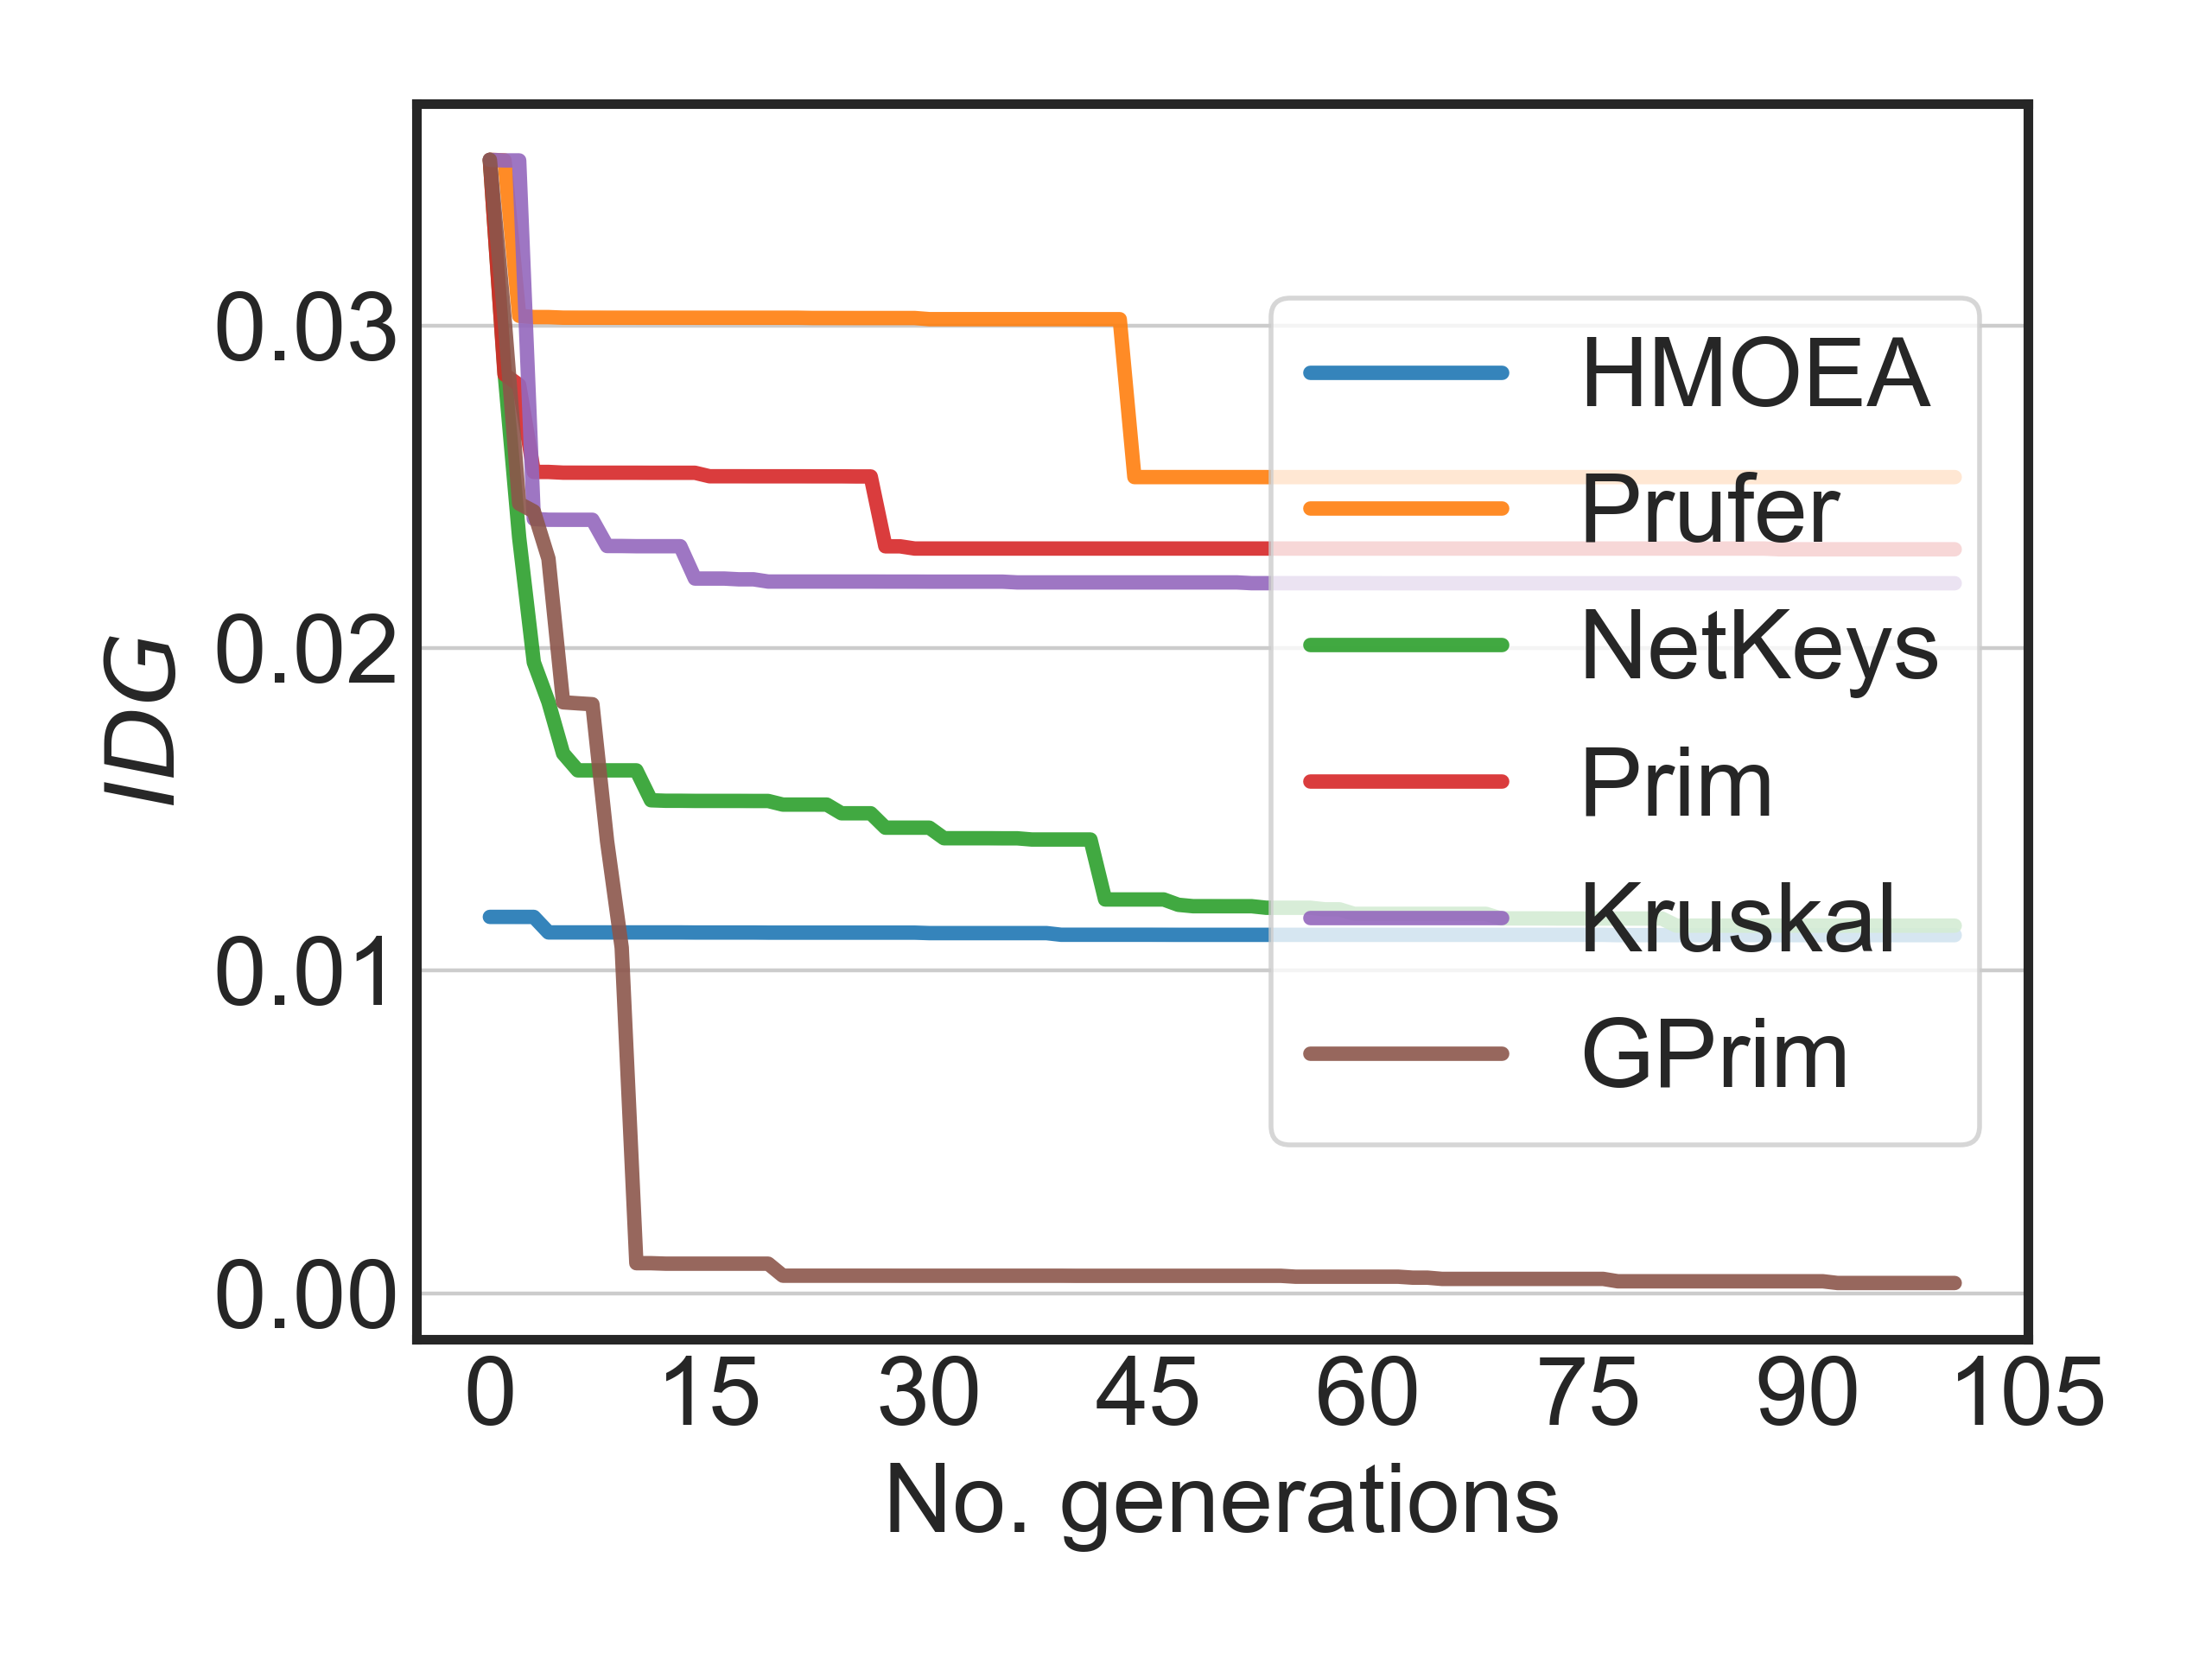 0.03
0.02
0.01
0.00
IDG
0 15 30 45 60 75 90 105
No. generations
HMOEA
Prufer
NetKeys
Prim
Kruskal
GPrim